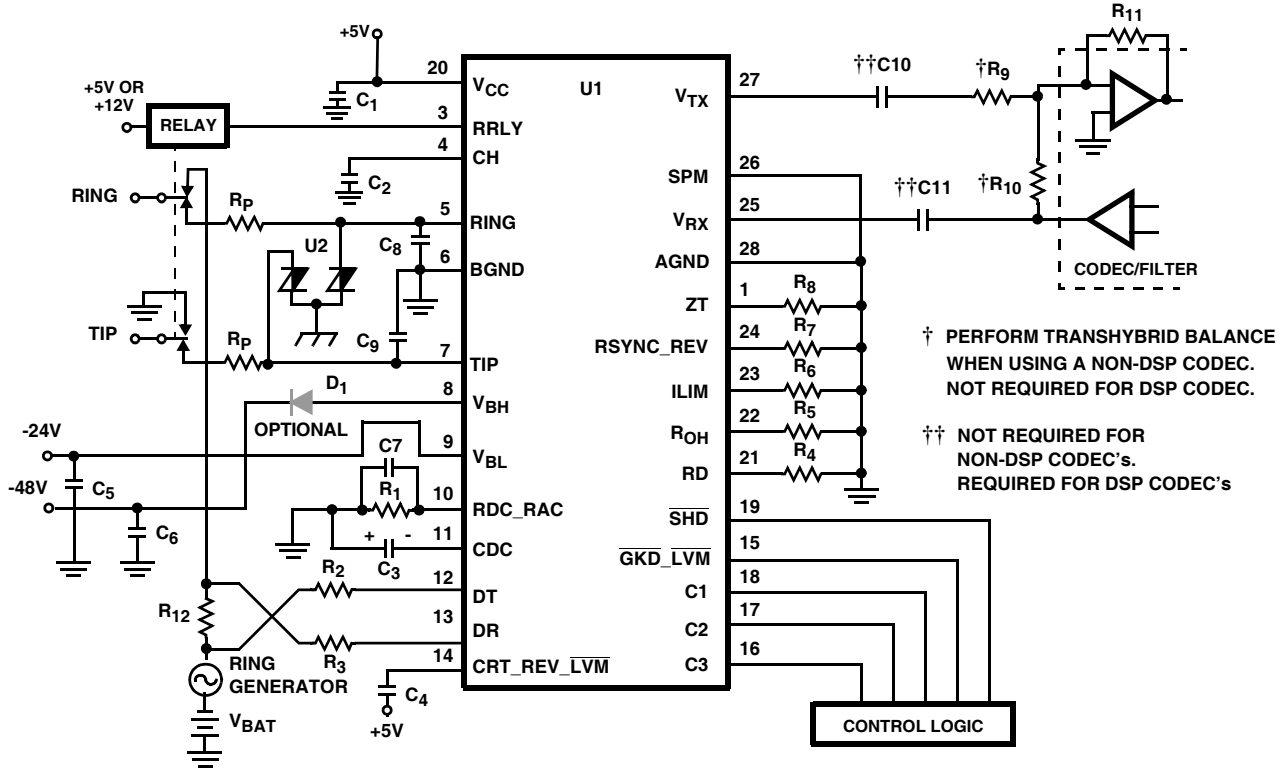 +5V
20
VCC
C1
U1
+5V OR
+12V
RELAY
3
RRLY
4
CH
C2
RING
RP
5
RING
U2
C8
6
BGND
TIP
RP
C9
7
TIP
D1
8
VBH
OPTIONAL
-24V
9
VBL
C7
-48V
C5
R1
10
RDC_RAC
C6
+ -
11
CDC
C3
R2
12
DT
R12
13
DR
R3
RING
GENERATOR
14
CRT_REV_LVM
C4
+5V
VBAT
VTX
27
††C10
†R9
R11
SPM
26
†R10
††C11
VRX
25
AGND
28
CODEC/FILTER
ZT
1
R8
RSYNC_REV
24
R7
ILIM
23
R6
ROH
22
R5
RD
21
R4
SHD
19
GKD_LVM
15
C1
18
C2
17
C3
16
CONTROL LOGIC
† PERFORM TRANSHYBRID BALANCE
WHEN USING A NON-DSP CODEC.
NOT REQUIRED FOR DSP CODEC.
†† NOT REQUIRED FOR
NON-DSP CODEC's.
REQUIRED FOR DSP CODEC's